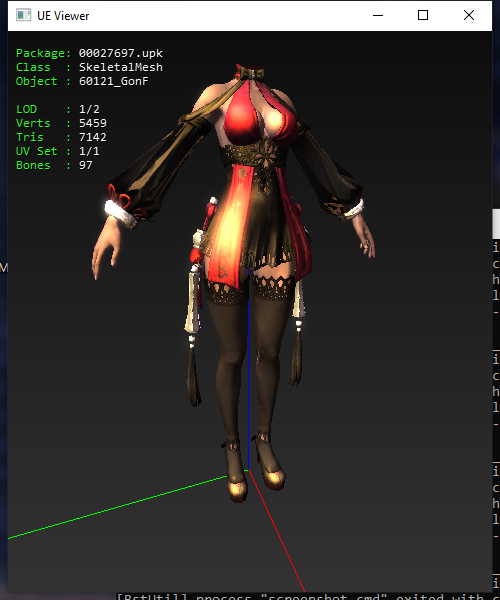 UE Viewer
Package: 00027697.upk
Class : SkeletalMesh
Object : 60121_GonF
LOD : 1/2
Verts : 5459
Tris : 7142
UV Set : 1/1
Bones : 97